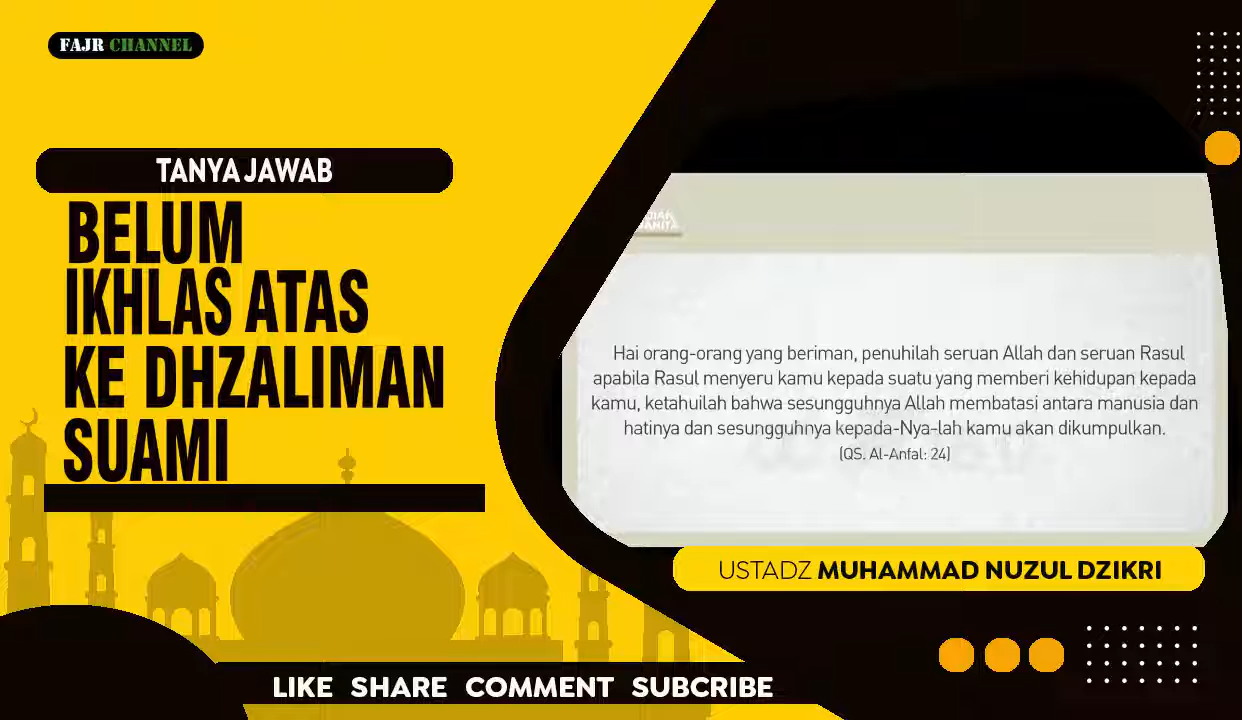 FAJR CHANNEL
TANYA JAWAB
BELUM
IKHLAS ATAS
KE DHZALIMAN
SUAMI
Hai orang-orang yang beriman, penuhilah seruan Allah dan seruan Rasul
apabila Rasul menyeru kamu kepada suatu yang memberi kehidupan kepada
kamu, ketahuilah bahwa sesungguhnya Allah membatasi antara manusia dan
hatinya dan sesungguhnya kepada-Nya-lah kamu akan dikumpulkan.
(QS. Al-Anfal: 24)
USTADZ MUHAMMAD NUZUL DZIKRI
LIKE SHARE COMMENT SUBCRIBE